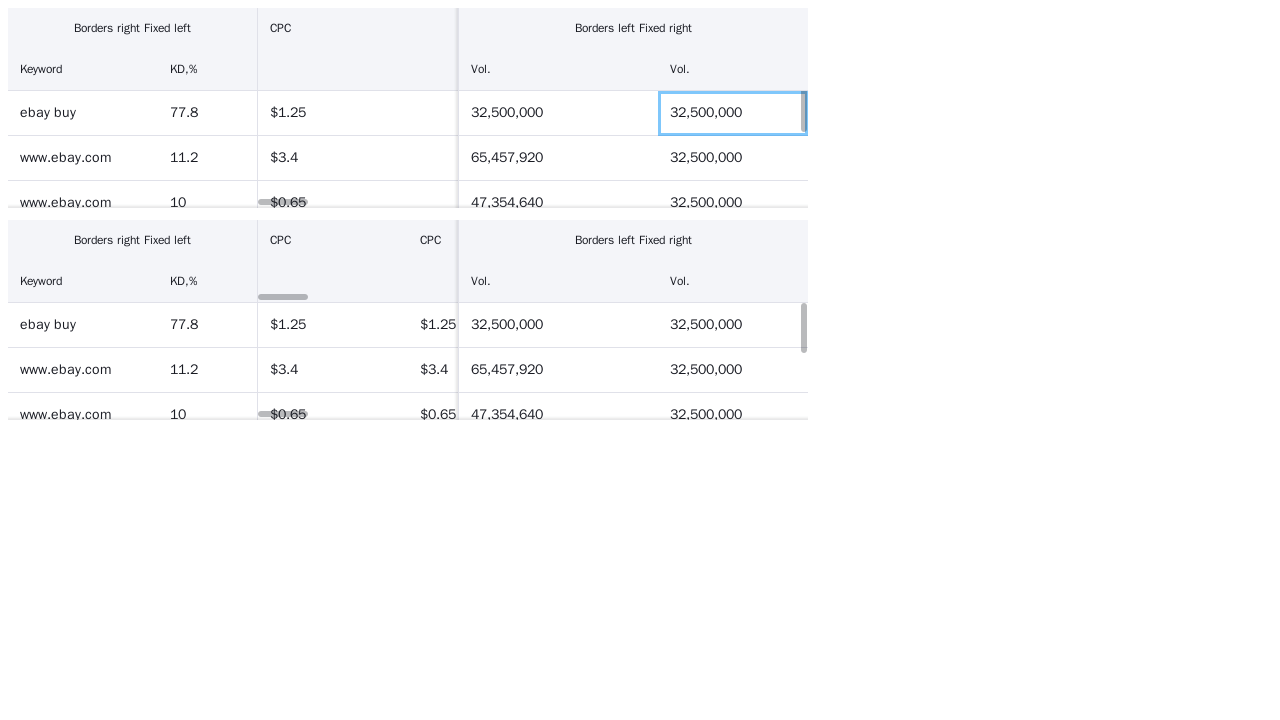 Borders right Fixed left CPC Borders left Fixed right
Keyword KD,% Vol. Vol.
ebay buy 77.8 $1.25 32,500,000 32,500,000
www.ebay.com 11.2 $3.4 65,457,920 32,500,000
www.ebay.com 10 $0.65 47,354,640 32,500,000
Borders right Fixed left CPC CPC Borders left Fixed right
Keyword KD,% Vol. Vol.
ebay buy 77.8 $1.25 $1.25 32,500,000 32,500,000
www.ebay.com 11.2 $3.4 $3.4 65,457,920 32,500,000
www.ebay.com 10 $0.65 $0.65 47,354,640 32,500,000